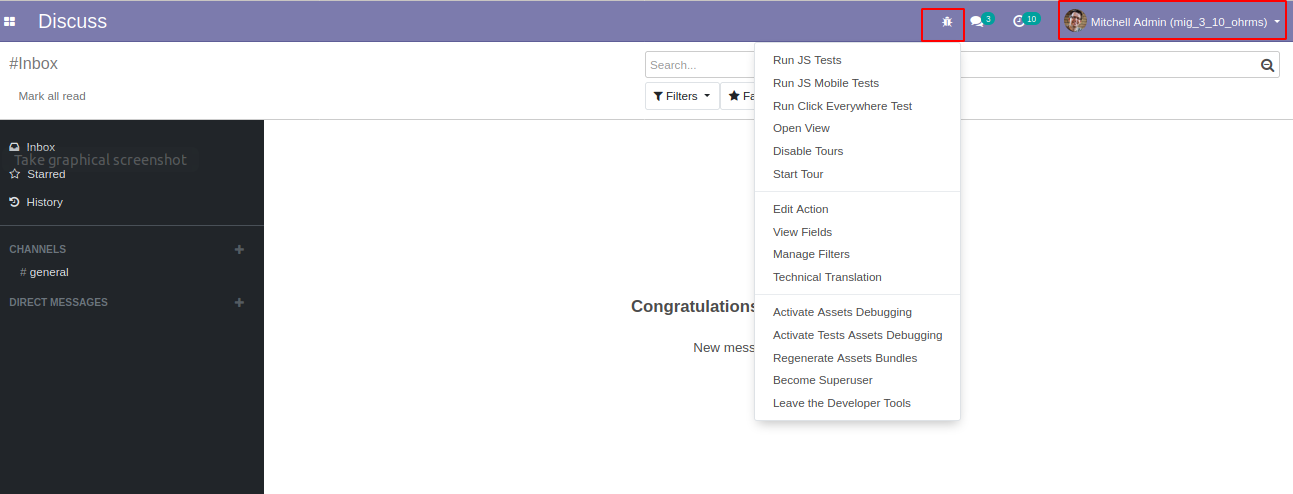 Discuss
3
10
Mitchell Admin (mig_3_10_ohrms)
#Inbox
Search...
Mark all read
Filters
Fa
Run JS Tests
Run JS Mobile Tests
Run Click Everywhere Test
Open View
Disable Tours
Start Tour
Edit Action
View Fields
Manage Filters
Technical Translation
Activate Assets Debugging
Activate Tests Assets Debugging
Regenerate Assets Bundles
Become Superuser
Leave the Developer Tools
Inbox
Take graphical screenshot
Starred
History
CHANNELS
# general
DIRECT MESSAGES
Congratulations
New mess